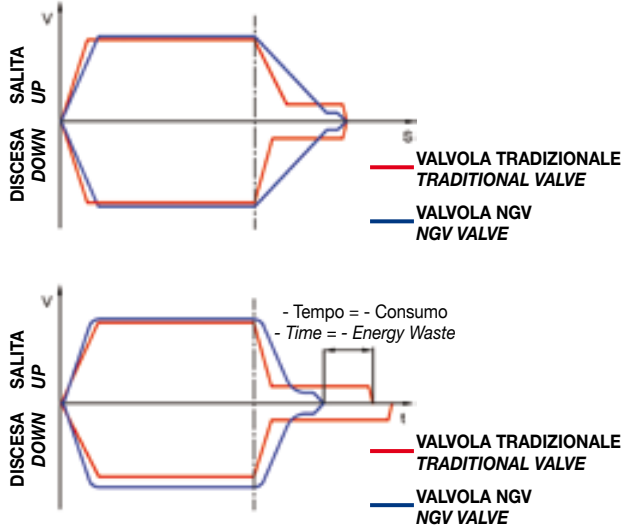 V
SALITA
UP
DISCESA
DOWN
s
VALVOLA TRADIZIONALE
TRADITIONAL VALVE
VALVOLA NGV
NGV VALVE
V
- Tempo = - Consumo
- Time = - Energy Waste
SALITA
UP
DISCESA
DOWN
t
VALVOLA TRADIZIONALE
TRADITIONAL VALVE
VALVOLA NGV
NGV VALVE